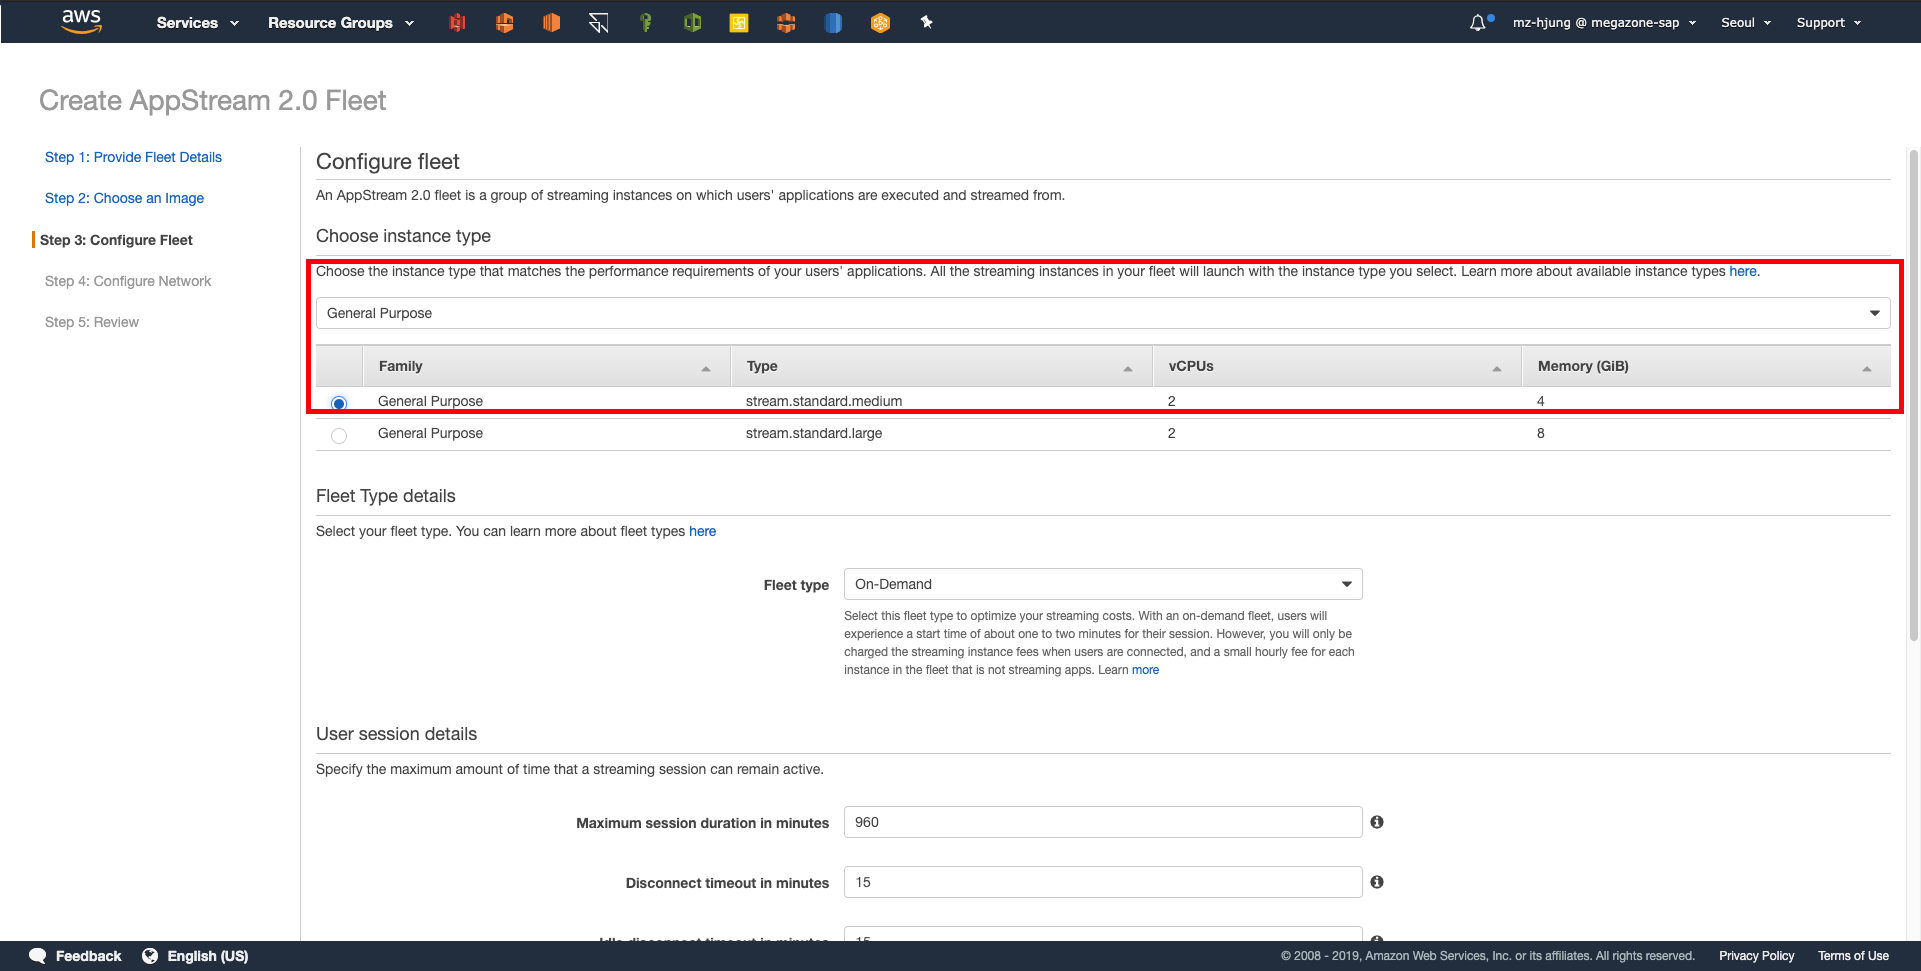 aws Services Resource Groups mz-hjung @ megazone-sap Seoul Support
Create AppStream 2.0 Fleet
Step 1: Provide Fleet Details
Step 2: Choose an Image
Step 3: Configure Fleet
Step 4: Configure Network
Step 5: Review
Configure fleet
An AppStream 2.0 fleet is a group of streaming instances on which users' applications are executed and streamed from.
Choose instance type
Choose the instance type that matches the performance requirements of your users' applications. All the streaming instances in your fleet will launch with the instance type you select. Learn more about available instance types here.
General Purpose
Family Type vCPUs Memory (GiB)
General Purpose stream.standard.medium 2 4
General Purpose stream.standard.large 2 8
Fleet Type details
Select your fleet type. You can learn more about fleet types here
Fleet type On-Demand
Select this fleet type to optimize your streaming costs. With an on-demand fleet, users will
experience a start time of about one to two minutes for their session. However, you will only be
charged the streaming instance fees when users are connected, and a small hourly fee for each
instance in the fleet that is not streaming apps. Learn more
User session details
Specify the maximum amount of time that a streaming session can remain active.
Maximum session duration in minutes 960
Disconnect timeout in minutes 15
Idle disconnect timeout in minutes 15
Feedback English (US) © 2008 - 2019, Amazon Web Services, Inc. or its affiliates. All rights reserved. Privacy Policy Terms of Use